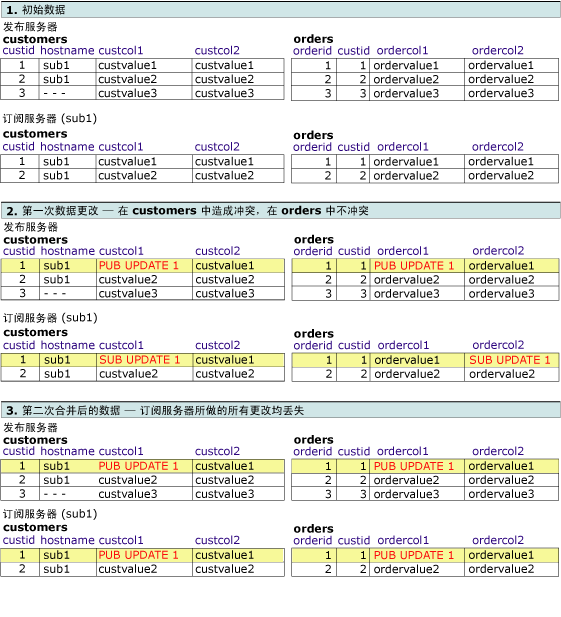 1. 初始数据
发布服务器
customers orders
custid hostname custcol1 custcol2 orderid custid ordercol1 ordercol2
1 sub1 custvalue1 custvalue1 1 1 ordervalue1 ordervalue1
2 sub1 custvalue2 custvalue2 2 2 ordervalue2 ordervalue2
3 - - - custvalue3 custvalue3 3 3 ordervalue3 ordervalue3
订阅服务器 (sub1)
customers orders
custid hostname custcol1 custcol2 orderid custid ordercol1 ordercol2
1 sub1 custvalue1 custvalue1 1 1 ordervalue1 ordervalue1
2 sub1 custvalue2 custvalue2 2 2 ordervalue2 ordervalue2
2. 第一次数据更改 — 在 customers 中造成冲突，在 orders 中不冲突
发布服务器
customers orders
custid hostname custcol1 custcol2 orderid custid ordercol1 ordercol2
1 sub1 PUB UPDATE 1 custvalue1 1 1 PUB UPDATE 1 ordervalue1
2 sub1 custvalue2 custvalue2 2 2 ordervalue2 ordervalue2
3 - - - custvalue3 custvalue3 3 3 ordervalue3 ordervalue3
订阅服务器 (sub1)
customers orders
custid hostname custcol1 custcol2 orderid custid ordercol1 ordercol2
1 sub1 SUB UPDATE 1 custvalue1 1 1 ordervalue1 SUB UPDATE 1
2 sub1 custvalue2 custvalue2 2 2 ordervalue2 ordervalue2
3. 第二次合并后的数据 — 订阅服务器所做的所有更改均丢失
发布服务器
customers orders
custid hostname custcol1 custcol2 orderid custid ordercol1 ordercol2
1 sub1 PUB UPDATE 1 custvalue1 1 1 PUB UPDATE 1 ordervalue1
2 sub1 custvalue2 custvalue2 2 2 ordervalue2 ordervalue2
3 - - - custvalue3 custvalue3 3 3 ordervalue3 ordervalue3
订阅服务器 (sub1)
customers orders
custid hostname custcol1 custcol2 orderid custid ordercol1 ordercol2
1 sub1 PUB UPDATE 1 custvalue1 1 1 PUB UPDATE 1 ordervalue1
2 sub1 custvalue2 custvalue2 2 2 ordervalue2 ordervalue2